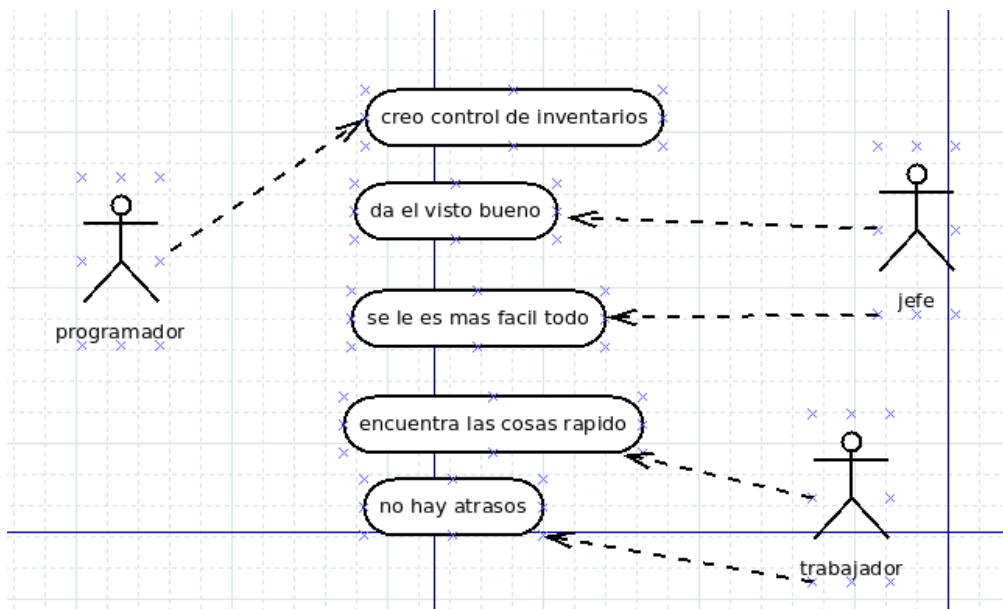 creo control de inventarios
da el visto bueno
jefe
se le es mas facil todo
programador
encuentra las cosas rapido
no hay atrasos
trabajador